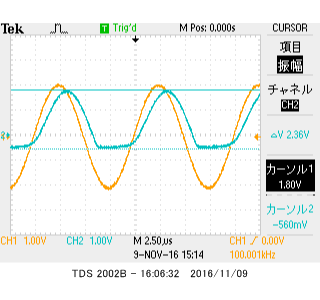 Tek Trig'd M Pos: 0.000s CURSOR
項目
振幅
チャネル
CH2
2
△V 2.36V
カーソル1
1.80V
カーソル2
-560mV
CH1 1.00V CH2 1.00V M 2.50μs CH1 / 0.00V
9-NOV-16 15:14 100.001kHz
TDS 2002B - 16:06:32 2016/11/09